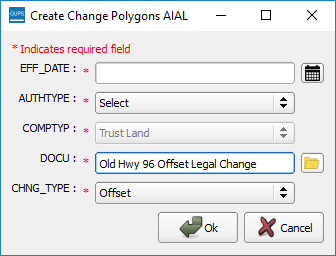 GUPS Create Change Polygons AIAL
* Indicates required field
EFF_DATE : *
AUTHTYPE : * Select
COMPTYP : * Trust Land
DOCU : * Old Hwy 96 Offset Legal Change
CHNG_TYPE : * Offset
Ok Cancel